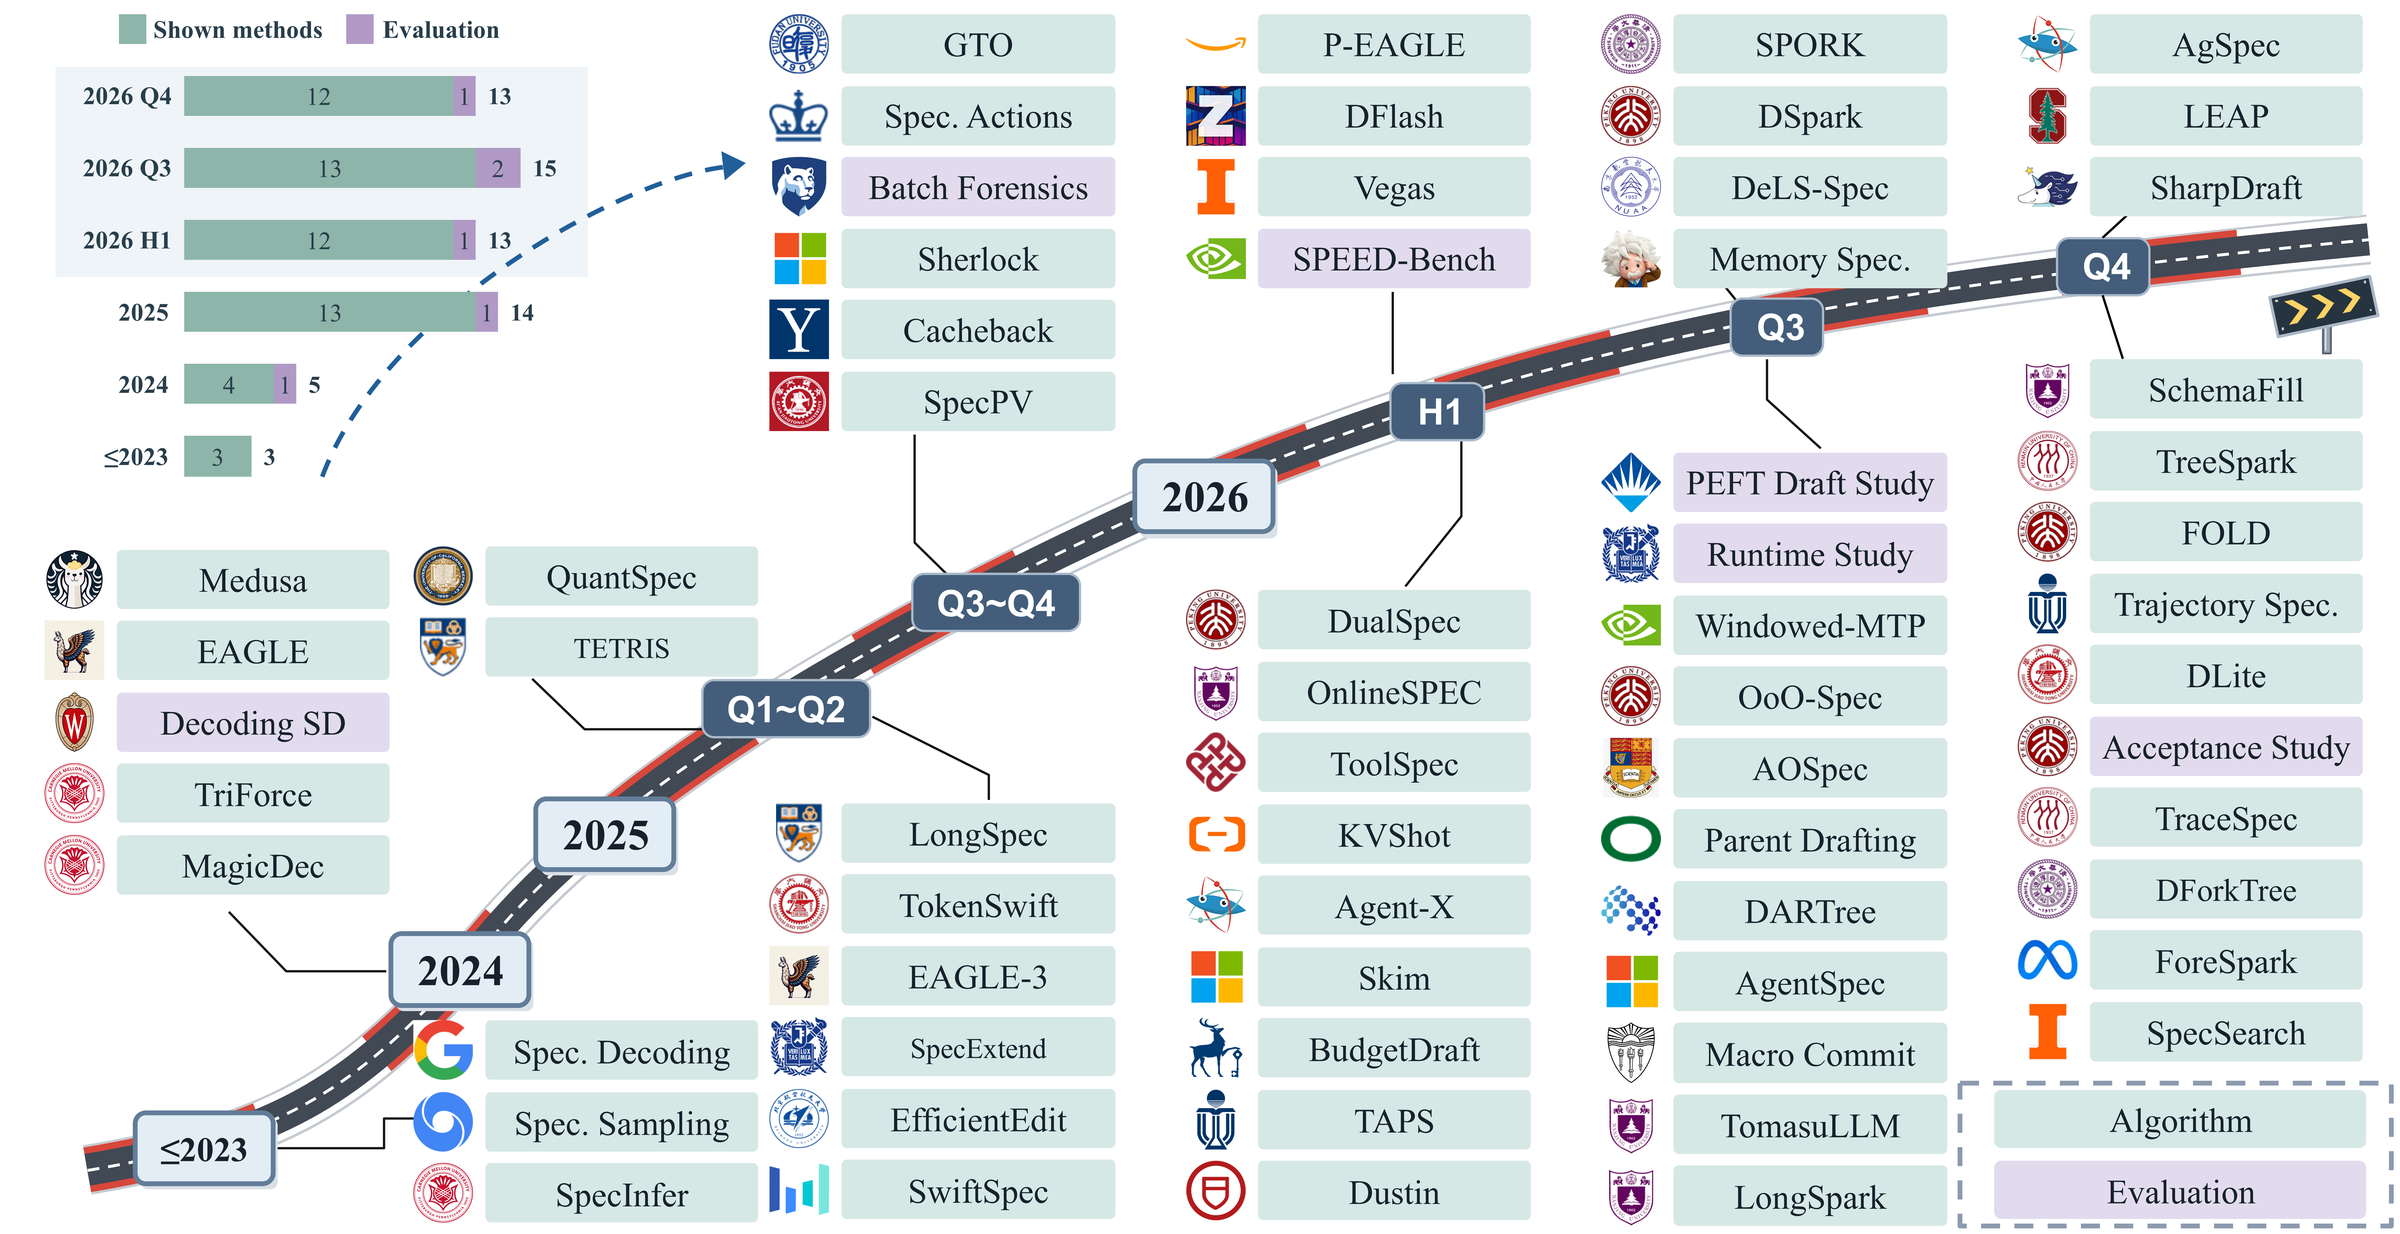 Shown methods
Evaluation
2026 Q4
12
1
13
2026 Q3
13
2
15
2026 H1
12
1
13
2025
13
1
14
2024
4
1
5
≤2023
3
3
GTO
Spec. Actions
Batch Forensics
Sherlock
Cacheback
SpecPV
P-EAGLE
DFlash
Vegas
SPEED-Bench
SPORK
DSpark
DeLS-Spec
Memory Spec.
AgSpec
LEAP
SharpDraft
Q4
Q3
H1
2026
Q3~Q4
Q1~Q2
2025
2024
≤2023
Medusa
EAGLE
Decoding SD
TriForce
MagicDec
QuantSpec
TETRIS
Spec. Decoding
Spec. Sampling
SpecInfer
LongSpec
TokenSwift
EAGLE-3
SpecExtend
EfficientEdit
SwiftSpec
DualSpec
OnlineSPEC
ToolSpec
KVShot
Agent-X
Skim
BudgetDraft
TAPS
Dustin
PEFT Draft Study
Runtime Study
Windowed-MTP
OoO-Spec
AOSpec
Parent Drafting
DARTree
AgentSpec
Macro Commit
TomasuLLM
LongSpark
SchemaFill
TreeSpark
FOLD
Trajectory Spec.
DLite
Acceptance Study
TraceSpec
DForkTree
ForeSpark
SpecSearch
Algorithm
Evaluation